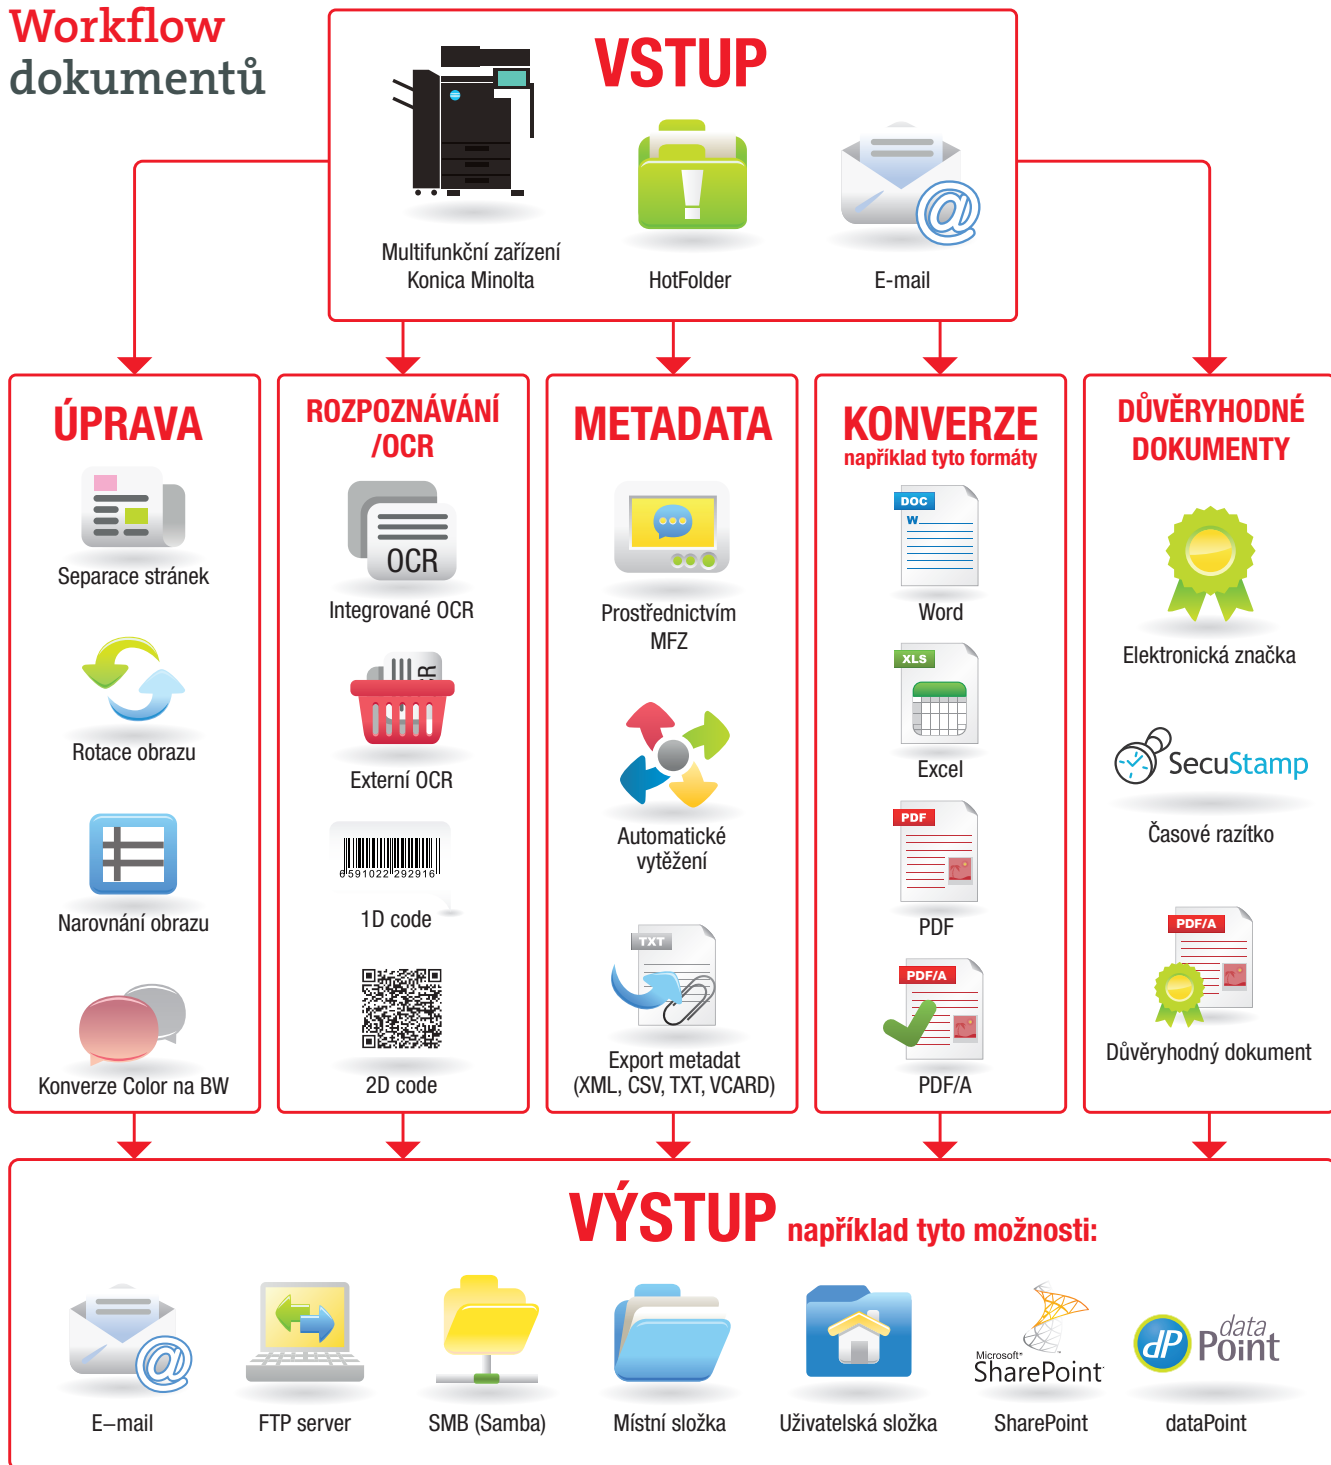 Workflow
dokumentů
VSTUP
Multifunkční zařízení
Konica Minolta
HotFolder
E-mail
ÚPRAVA
Separace stránek
Rotace obrazu
Narovnání obrazu
Konverze Color na BW
ROZPOZNÁVÁNÍ
/OCR
OCR
Integrované OCR
Externí OCR
6 591022 292916
1D code
2D code
METADATA
Prostřednictvím
MFZ
Automatické
vytěžení
TXT
Export metadat
(XML, CSV, TXT, VCARD)
KONVERZE
například tyto formáty
DOC
W
Word
XLS
Excel
PDF
PDF
PDF/A
PDF/A
DŮVĚRYHODNÉ
DOKUMENTY
Elektronická značka
SecuStamp
Časové razítko
PDF/A
Důvěryhodný dokument
VÝSTUP například tyto možnosti:
@
E–mail
FTP server
SMB (Samba)
Místní složka
Uživatelská složka
Microsoft®
SharePoint
SharePoint
dP data
Point
dataPoint